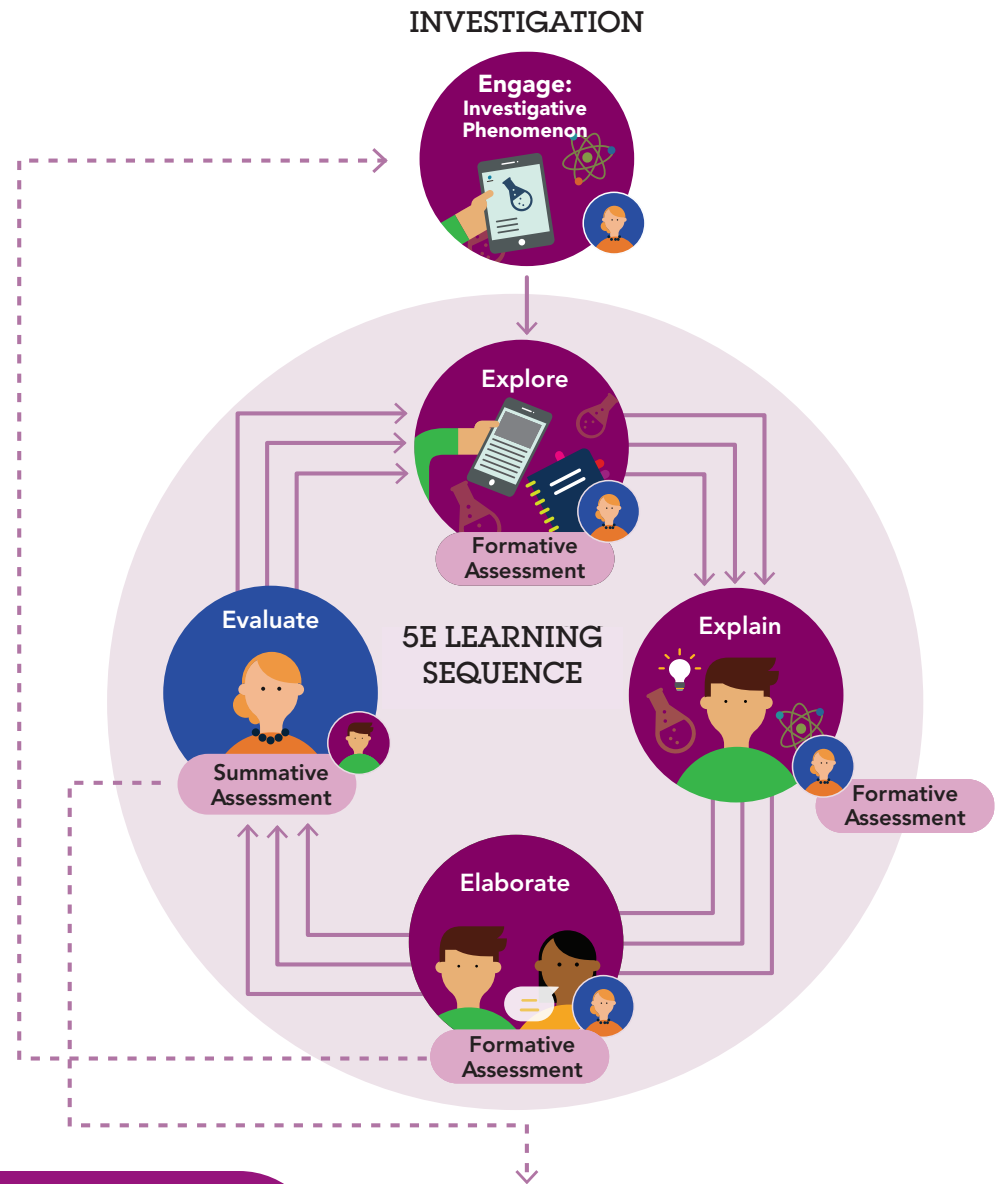 INVESTIGATION
Engage:
Investigative
Phenomenon
Explore
Formative
Assessment
Evaluate
5E LEARNING
SEQUENCE
Explain
Summative
Assessment
Formative
Assessment
Elaborate
Formative
Assessment